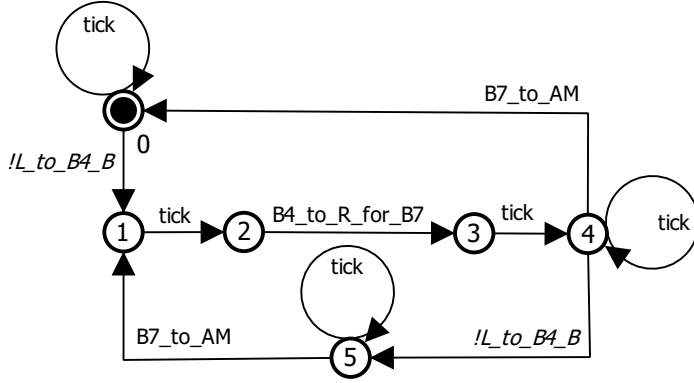 tick
B7_to_AM
0
!L_to_B4_B
tick
B4_to_R_for_B7
tick
1
2
3
4
tick
tick
B7_to_AM
!L_to_B4_B
5